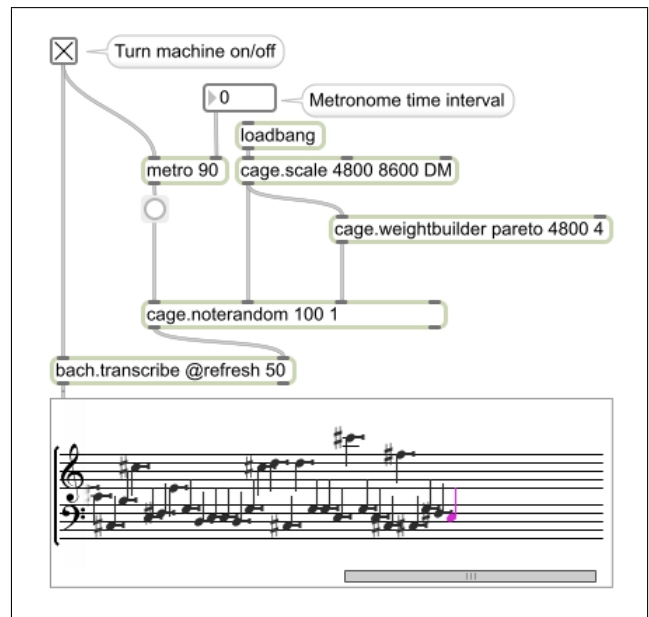 Turn machine on/off
0
Metronome time interval
loadbang
metro 90
cage.scale 4800 8600 DM
cage.weightbuilder pareto 4800 4
cage.noterandom 100 1
bach.transcribe @refresh 50